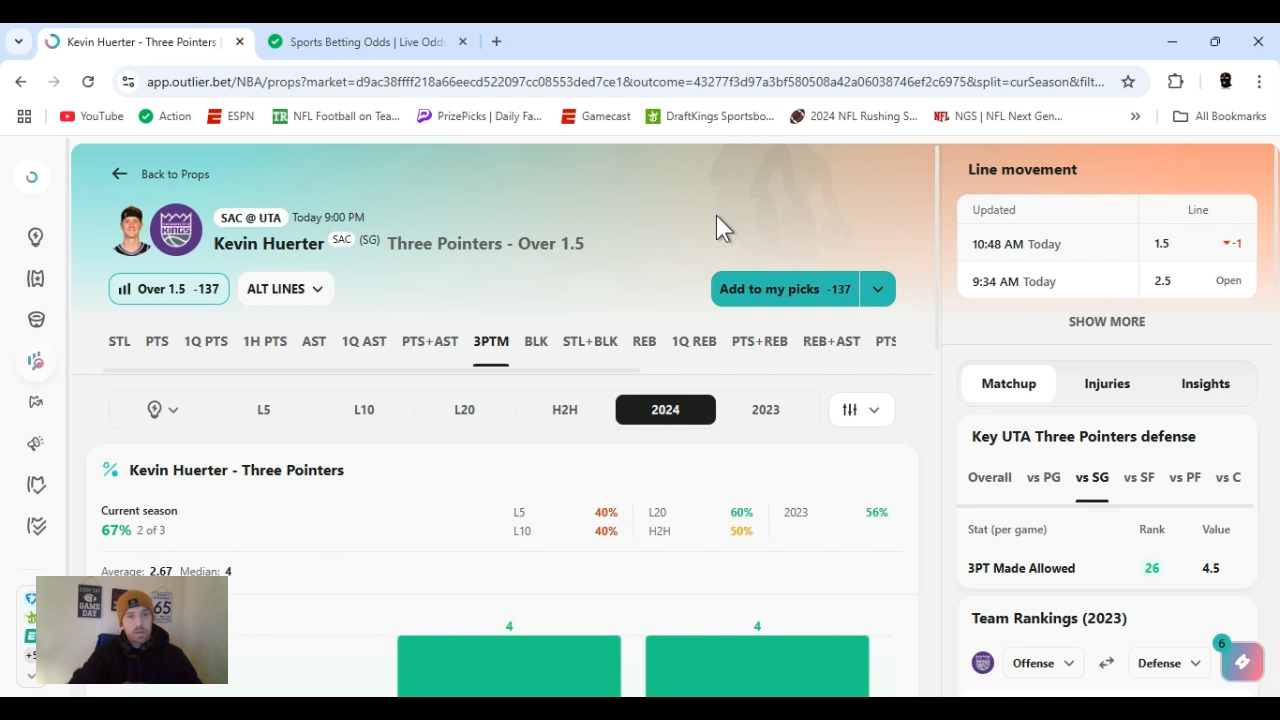 Kevin Huerter - Three Pointers
Sports Betting Odds | Live Odd
app.outlier.bet/NBA/props?market=d9ac38ffff218a66eecd522097cc08553ded7ce1&outcome=43277f3d97a3bf5805d8a42a06038746ef2c6975&split=curSeason&filt...
YouTube Action ESPN NFL Football on Tea... PrizePicks | Daily Fa... Gamecast DraftKings Sportsbo... 2024 NFL Rushing S... NGS | NFL Next Gen... » All Bookmarks
Back to Props
SAC @ UTA Today 9:00 PM
Kevin Huerter SAC (SG) Three Pointers - Over 1.5
Over 1.5 -137 ALT LINES Add to my picks -137
STL PTS 1Q PTS 1H PTS AST 1Q AST PTS+AST 3PTM BLK STL+BLK REB 1Q REB PTS+REB REB+AST PTS
L5 L10 L20 H2H 2024 2023
Kevin Huerter - Three Pointers
Current season
67% 2 of 3
L5 40% L20 60% 2023 56%
L10 40% H2H 50%
Average: 2.67 Median: 4
4 4
Line movement
Updated Line
10:48 AM Today 1.5 -1
9:34 AM Today 2.5 Open
SHOW MORE
Matchup Injuries Insights
Key UTA Three Pointers defense
Overall vs PG vs SG vs SF vs PF vs C
Stat (per game) Rank Value
3PT Made Allowed 26 4.5
Team Rankings (2023)
Offense Defense
6
GAME
DAY
65